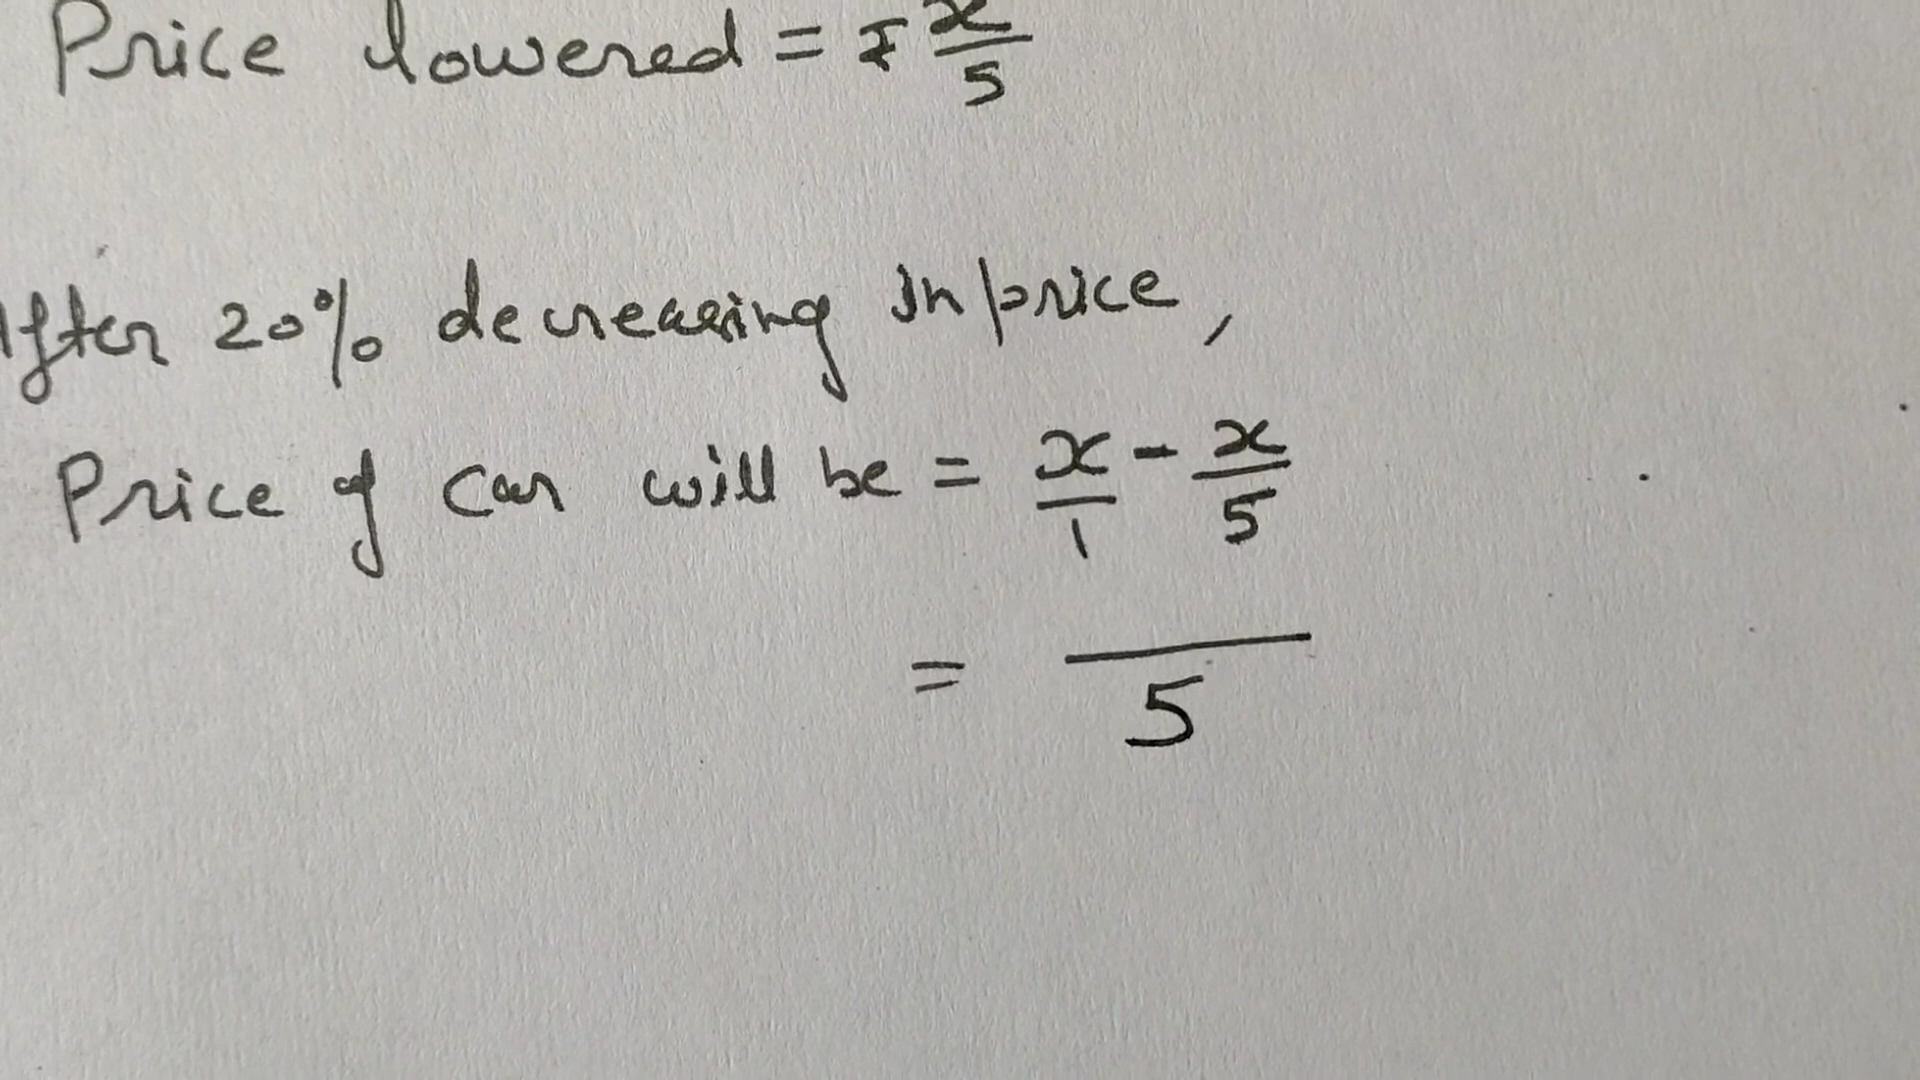 Price lowered = ₹ x/5
After 20% decreasing in price,
Price of car will be = x/1 - x/5
= /5